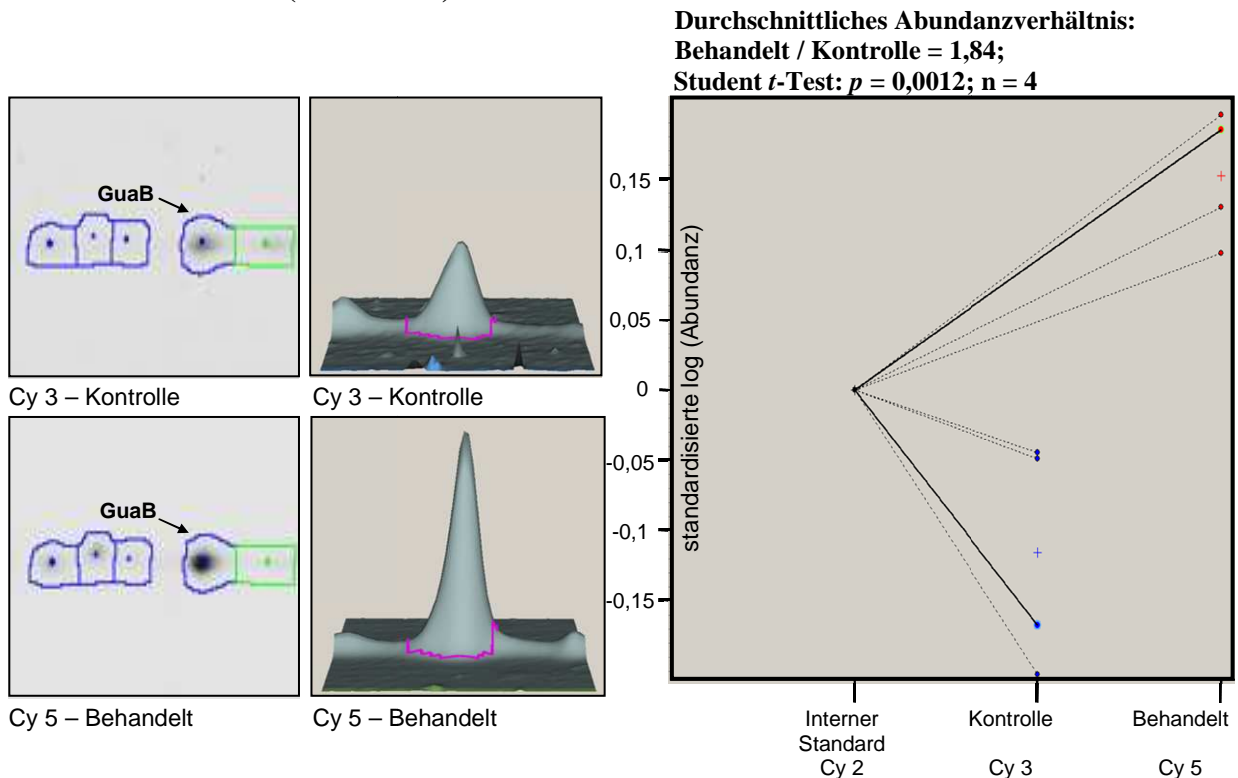 Durchschnittliches Abundanzverhältnis:
Behandelt / Kontrolle = 1,84;
Student t-Test: p = 0,0012; n = 4
GuaB
Cy 3 – Kontrolle
Cy 3 – Kontrolle
GuaB
Cy 5 – Behandelt
Cy 5 – Behandelt
0,15
0,1
0,05
0
-0,05
-0,1
-0,15
standardisierte log (Abundanz)
Interner
Standard
Cy 2
Kontrolle
Cy 3
Behandelt
Cy 5